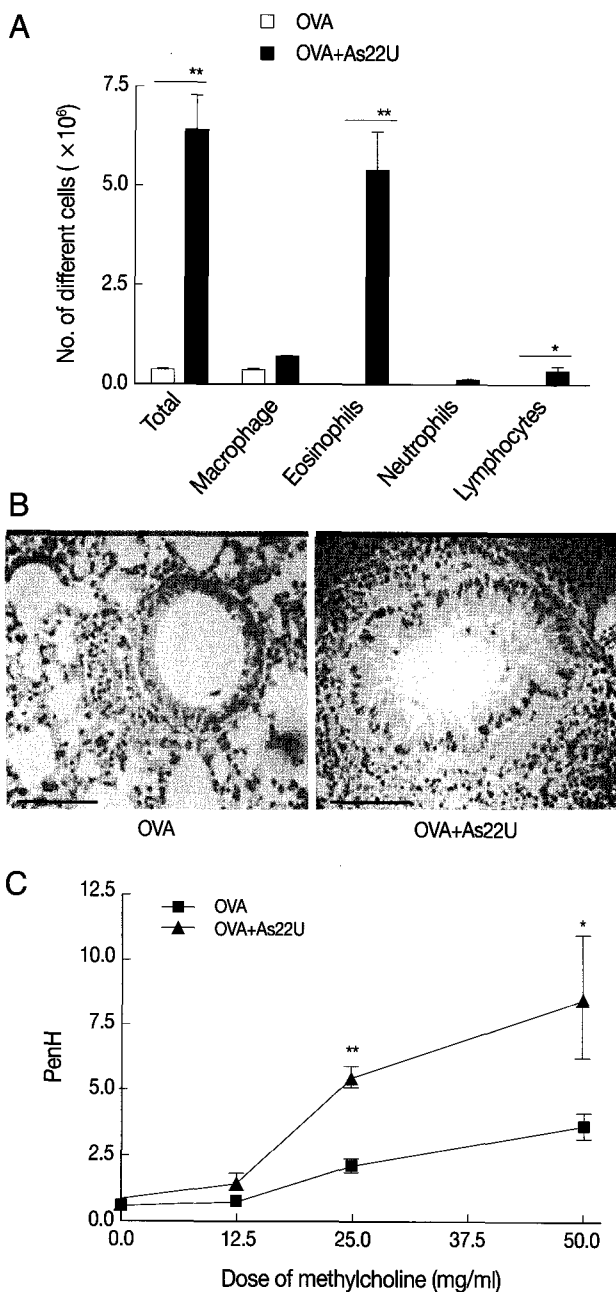 A
OVA
OVA+As22U
No. of different cells (×10⁶)
7.5
5.0
2.5
0.0
**
**
*
Total
Macrophage
Eosinophils
Neutrophils
Lymphocytes
B
OVA
OVA+As22U
C
OVA
OVA+As22U
PenH
12.5
10.0
7.5
5.0
2.5
0.0
**
*
0.0 12.5 25.0 37.5 50.0
Dose of methylcholine (mg/ml)